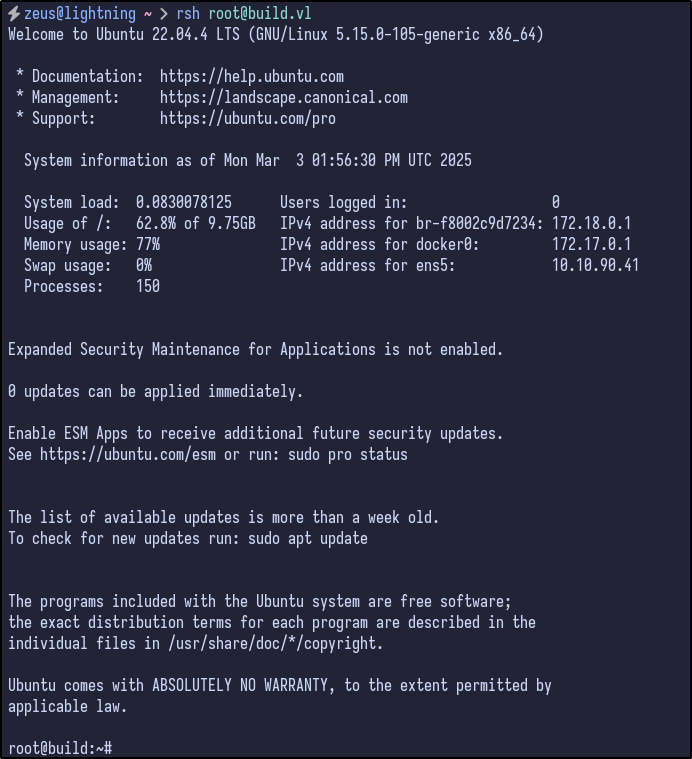 ⚡zeus@lightning ~ > rsh root@build.vl
Welcome to Ubuntu 22.04.4 LTS (GNU/Linux 5.15.0-105-generic x86_64)
* Documentation:  https://help.ubuntu.com
* Management:     https://landscape.canonical.com
* Support:        https://ubuntu.com/pro
System information as of Mon Mar  3 01:56:30 PM UTC 2025
System load:  0.0830078125      Users logged in:                  0
Usage of /:   62.8% of 9.75GB   IPv4 address for br-f8002c9d7234: 172.18.0.1
Memory usage: 77%               IPv4 address for docker0:         172.17.0.1
Swap usage:   0%                IPv4 address for ens5:            10.10.90.41
Processes:    150
Expanded Security Maintenance for Applications is not enabled.
0 updates can be applied immediately.
Enable ESM Apps to receive additional future security updates.
See https://ubuntu.com/esm or run: sudo pro status
The list of available updates is more than a week old.
To check for new updates run: sudo apt update
The programs included with the Ubuntu system are free software;
the exact distribution terms for each program are described in the
individual files in /usr/share/doc/*/copyright.
Ubuntu comes with ABSOLUTELY NO WARRANTY, to the extent permitted by
applicable law.
root@build:~#